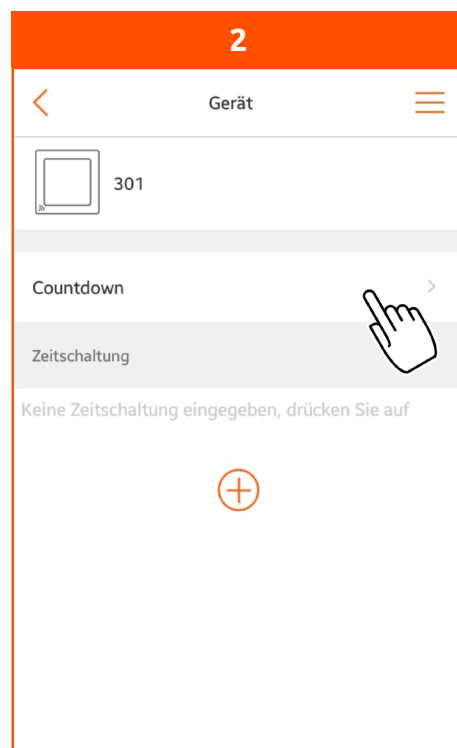 2
Gerät
301
Countdown
Zeitschaltung
Keine Zeitschaltung eingegeben, drücken Sie auf